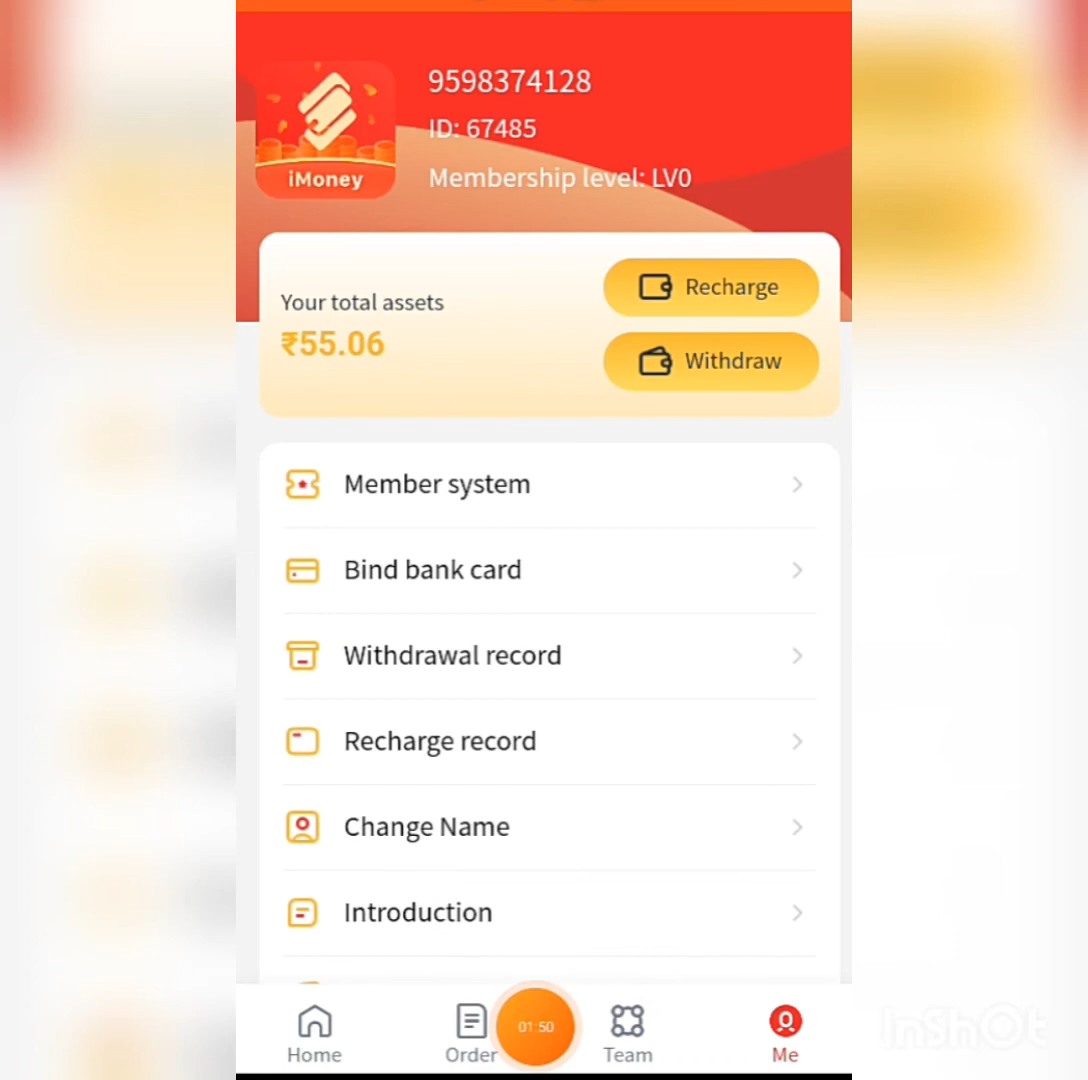 9598374128
ID: 67485
iMoney
Membership level: LV0
Recharge
Your total assets
₹55.06
Withdraw
Member system
Bind bank card
Withdrawal record
Recharge record
Change Name
Introduction
01:50
Home
Order
Team
Me
InShOt